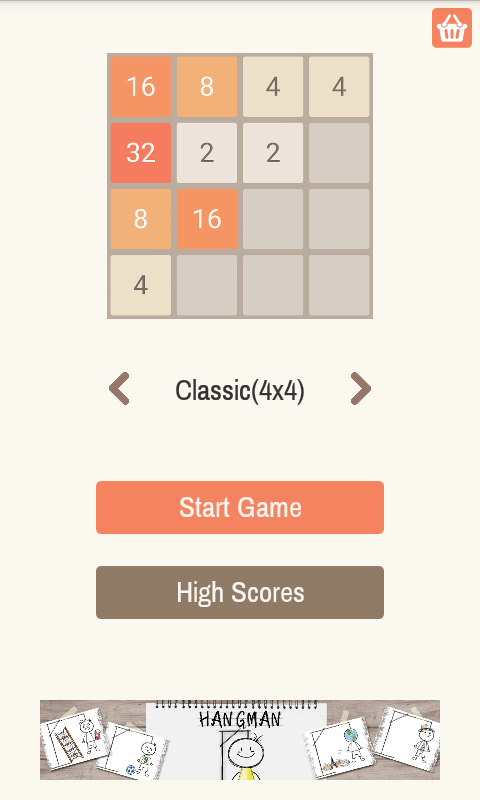 16 8 4 4
32 2 2
8 16
4
Classic(4x4)
Start Game
High Scores
HANGMAN